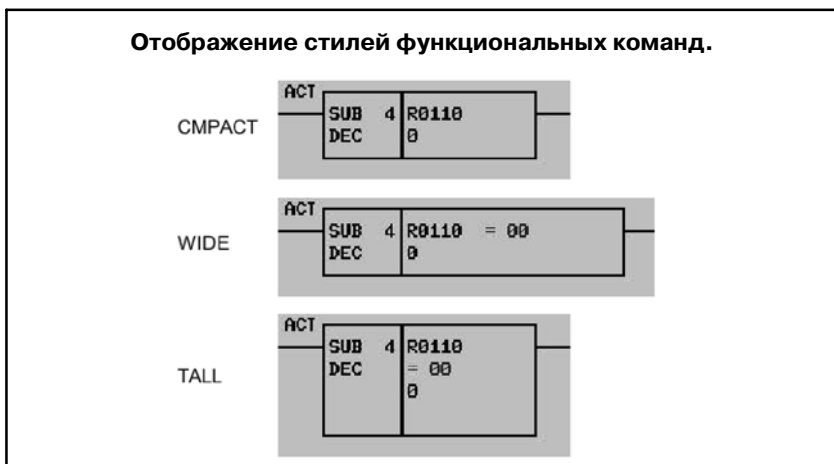 Отображение стилей функциональных команд.
CMPACT
ACT
SUB 4 R0110
DEC 0
WIDE
ACT
SUB 4 R0110 = 00
DEC 0
TALL
ACT
SUB 4 R0110
DEC = 00
0